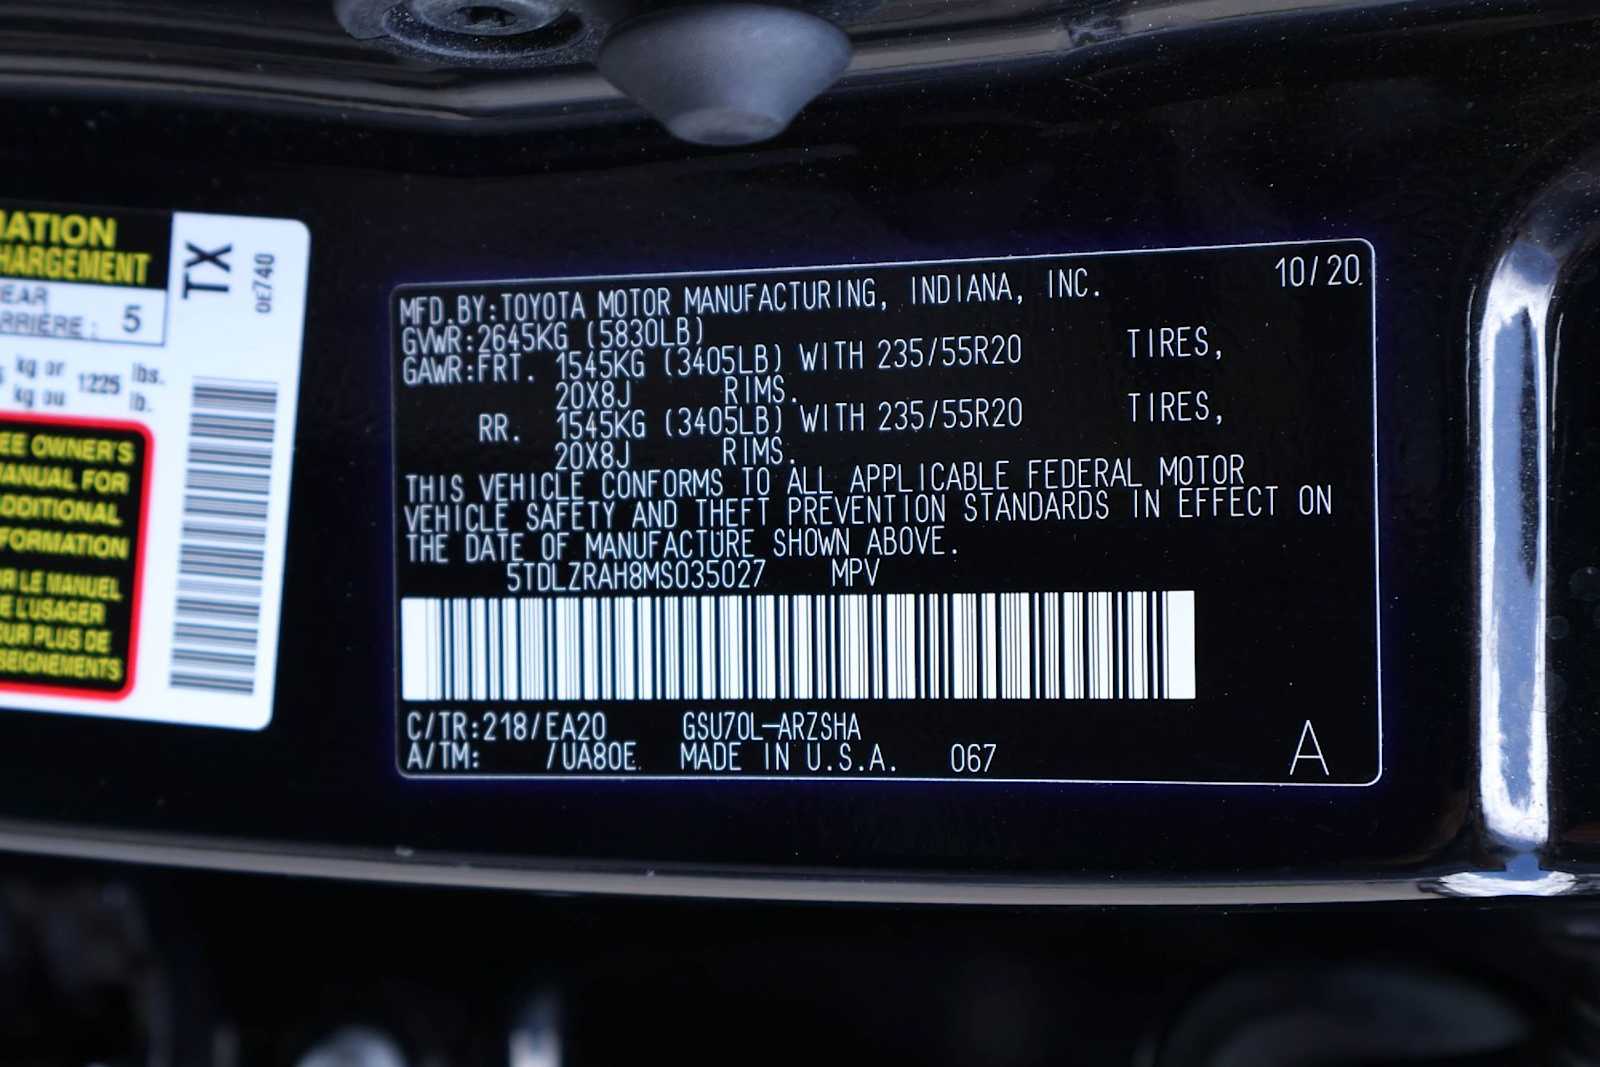 MATION
HARGEMENT
EAR
RRIÈRE : 5
kg or lbs.
kg ou 1225 lb.
EE OWNER'S
ANUAL FOR
DDITIONAL
FORMATION
R LE MANUEL
E L'USAGER
OUR PLUS DE
SEIGNEMENTS
TX
0E740
MFD.BY:TOYOTA MOTOR MANUFACTURING, INDIANA, INC. 10/20
GVWR:2645KG (5830LB)
GAWR:FRT. 1545KG (3405LB) WITH 235/55R20 TIRES,
20X8J RIMS.
RR. 1545KG (3405LB) WITH 235/55R20 TIRES,
20X8J RIMS.
THIS VEHICLE CONFORMS TO ALL APPLICABLE FEDERAL MOTOR
VEHICLE SAFETY AND THEFT PREVENTION STANDARDS IN EFFECT ON
THE DATE OF MANUFACTURE SHOWN ABOVE.
5TDLZRAH8MS035027 MPV
C/TR:218/EA20 GSU70L-ARZSHA
A/TM: /UA80E MADE IN U.S.A. 067 A